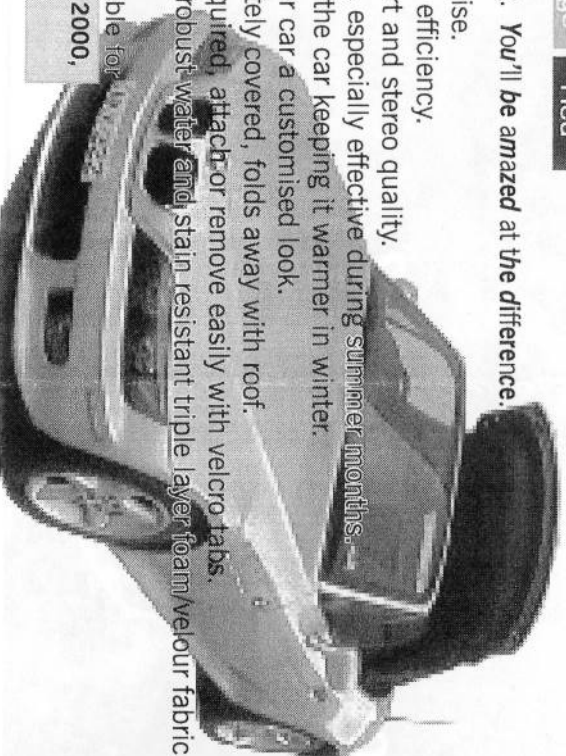 . You'll be amazed at the difference.
ise.
efficiency.
rt and stereo quality.
, especially effective during summer months.
the car keeping it warmer in winter.
r car a customised look.
tely covered, folds away with roof.
quired, attach or remove easily with velcro tabs.
robust water and stain resistant triple layer foam/velour fabric
ble for
2000,